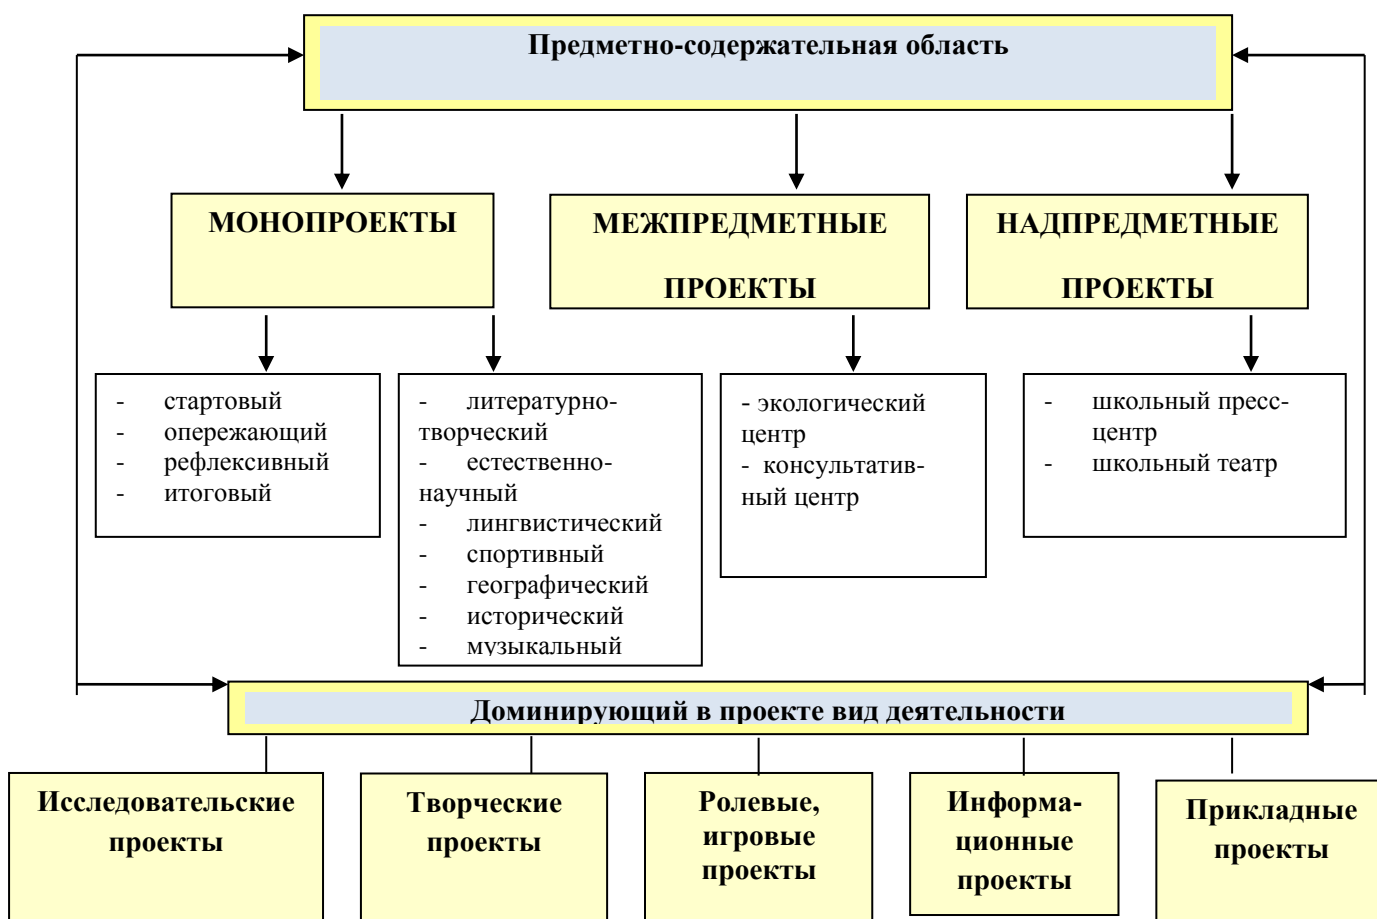 Предметно-содержательная область
МОНОПРОЕКТЫ
МЕЖПРЕДМЕТНЫЕ
ПРОЕКТЫ
НАДПРЕДМЕТНЫЕ
ПРОЕКТЫ
- стартовый
- опережающий
- рефлексивный
- итоговый
- литературно-
творческий
- естественно-
научный
- лингвистический
- спортивный
- географический
- исторический
- музыкальный
- экологический
центр
- консультатив-
ный центр
- школьный пресс-
центр
- школьный театр
Доминирующий в проекте вид деятельности
Исследовательские
проекты
Творческие
проекты
Ролевые,
игровые
проекты
Информа-
ционные
проекты
Прикладные
проекты